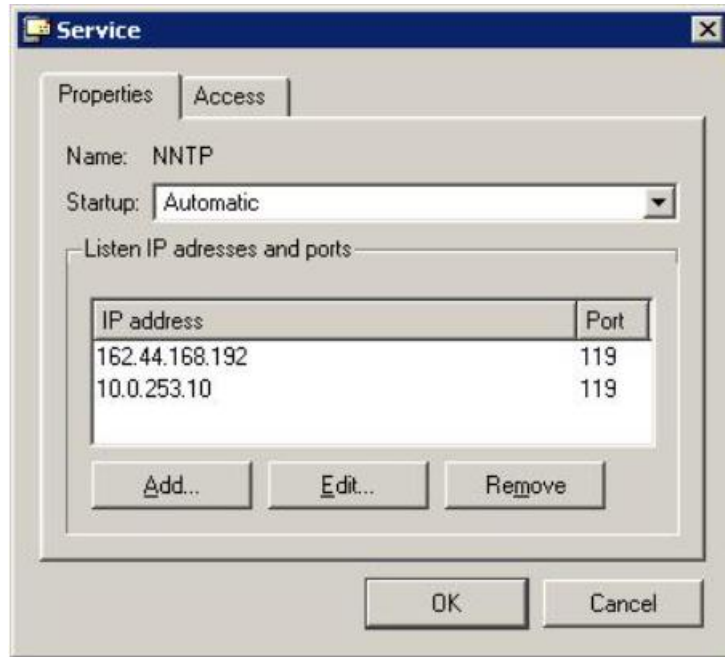 Service
Properties Access
Name: NNTP
Startup: Automatic
Listen IP adresses and ports
IP address Port
162.44.168.192 119
10.0.253.10 119
Add... Edit... Remove
OK Cancel